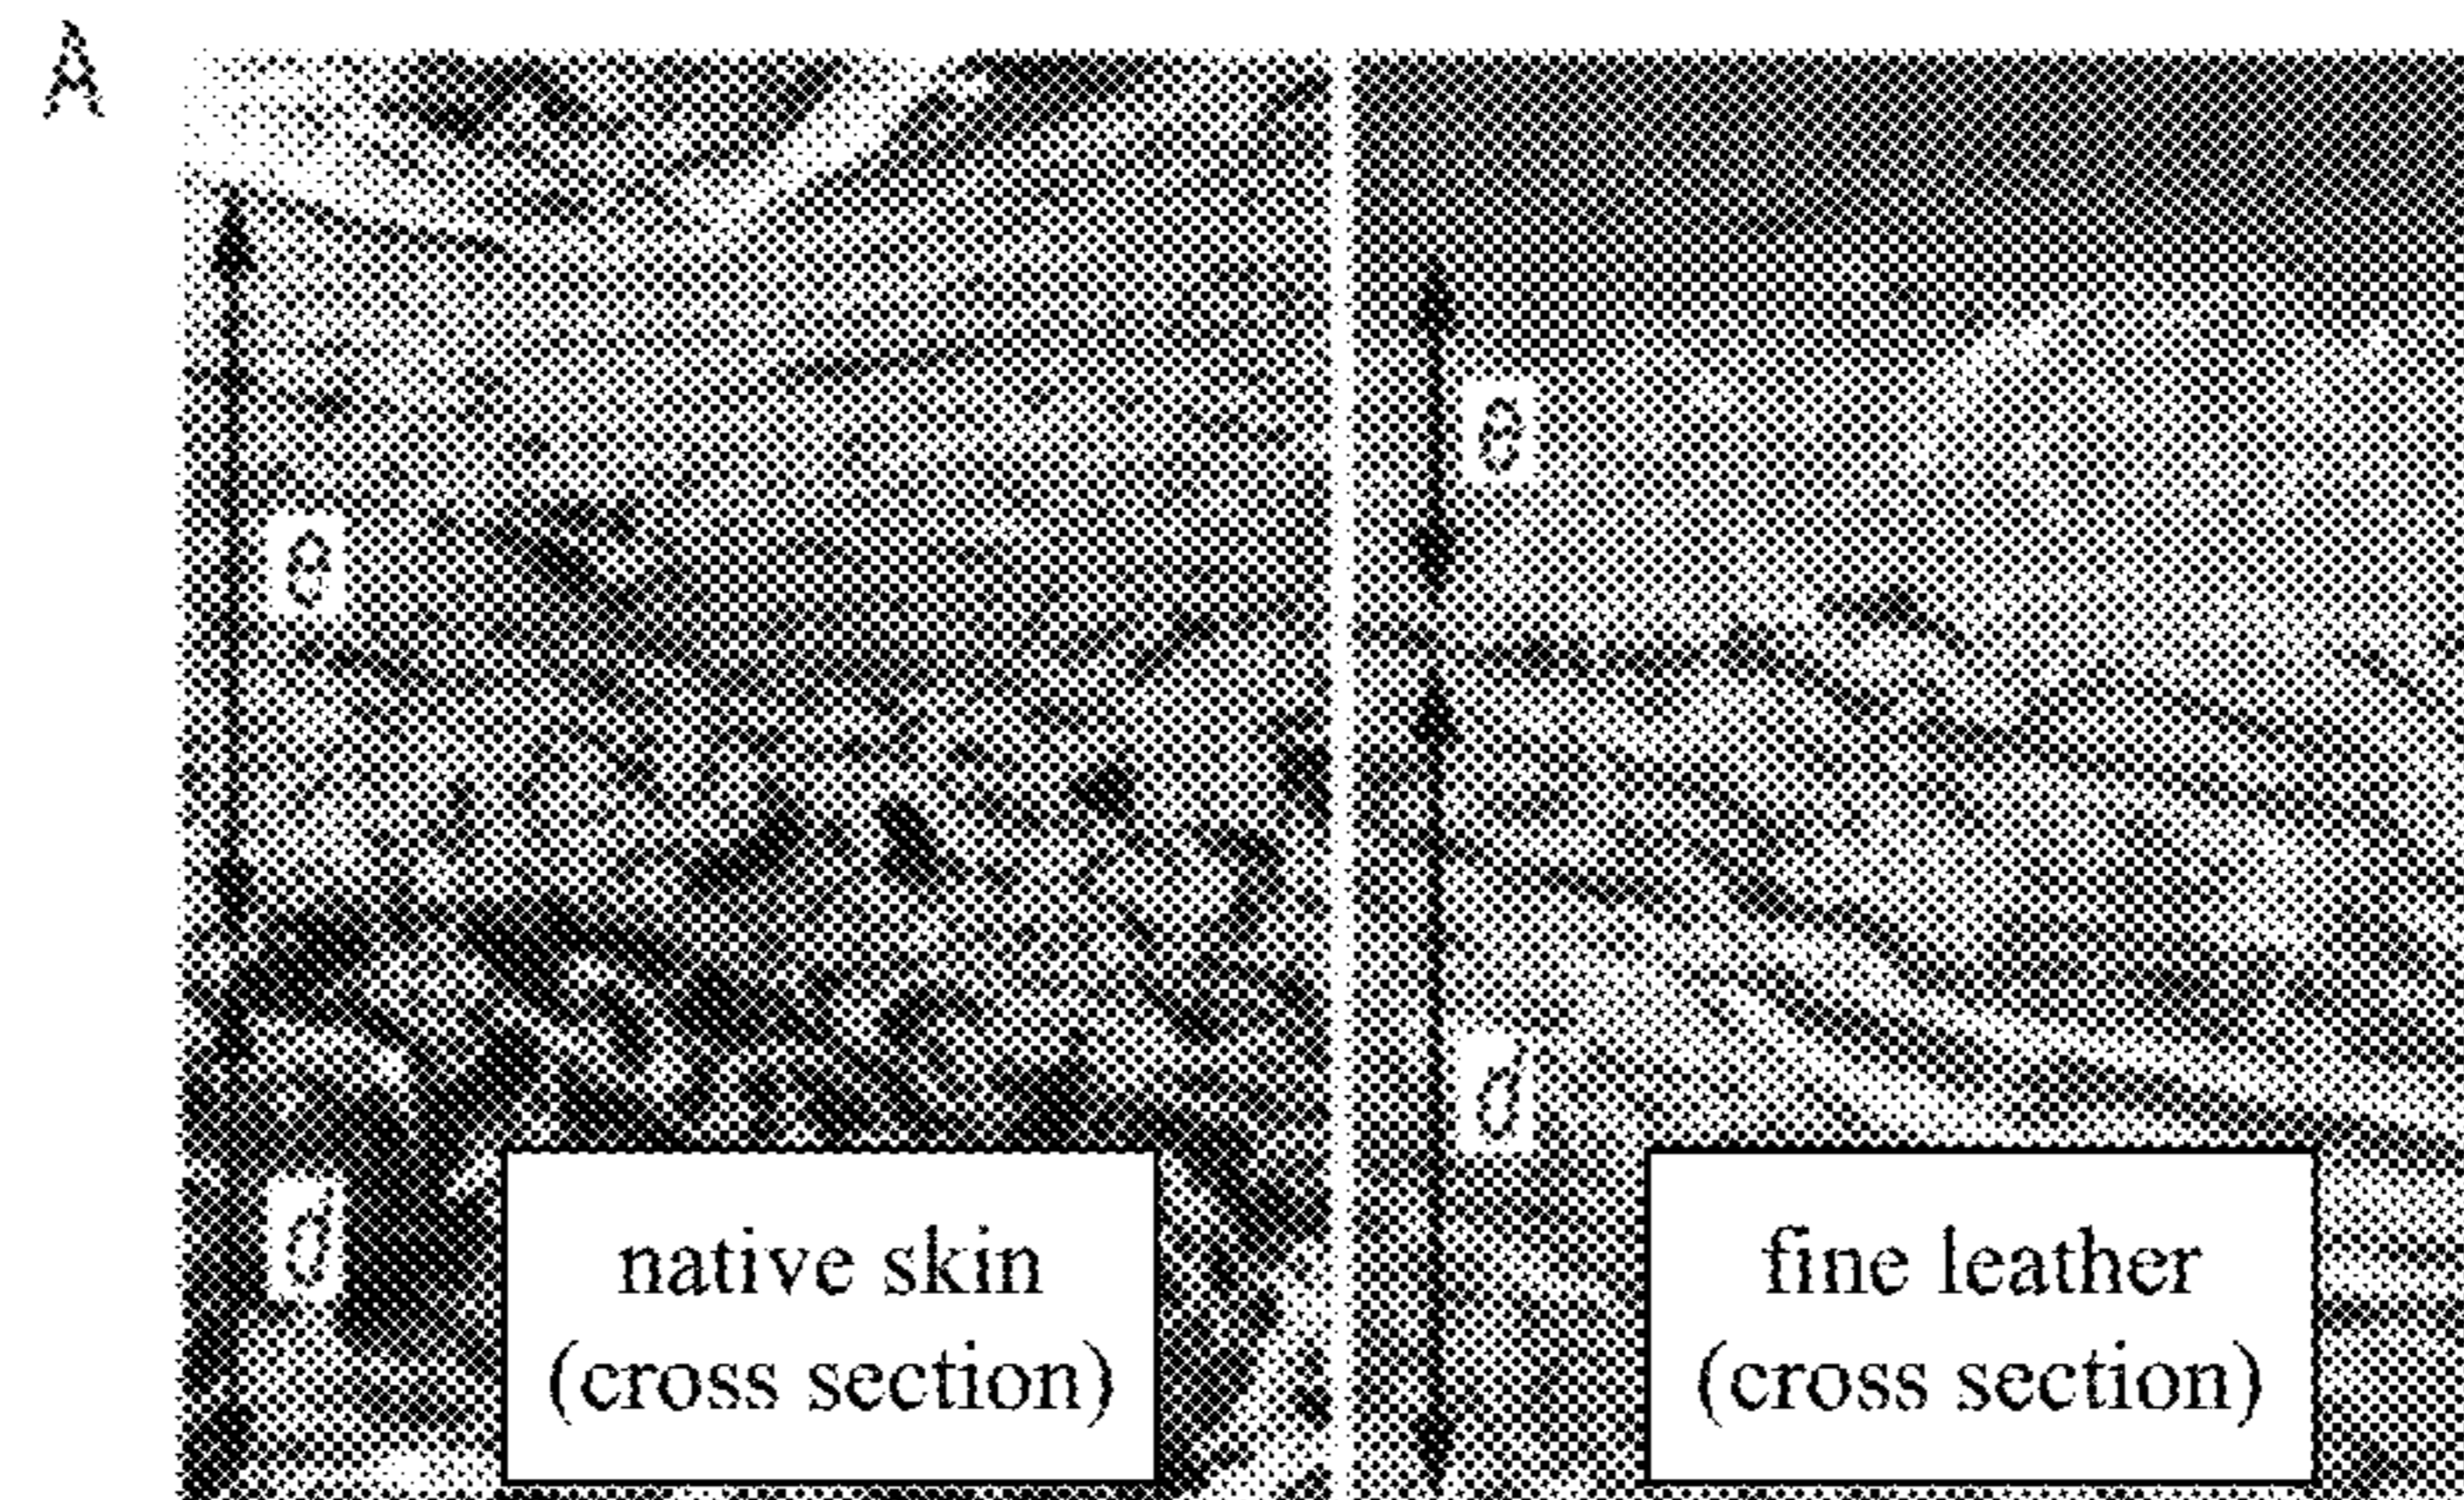 A
e
d
native skin
(cross section)
e
d
fine leather
(cross section)